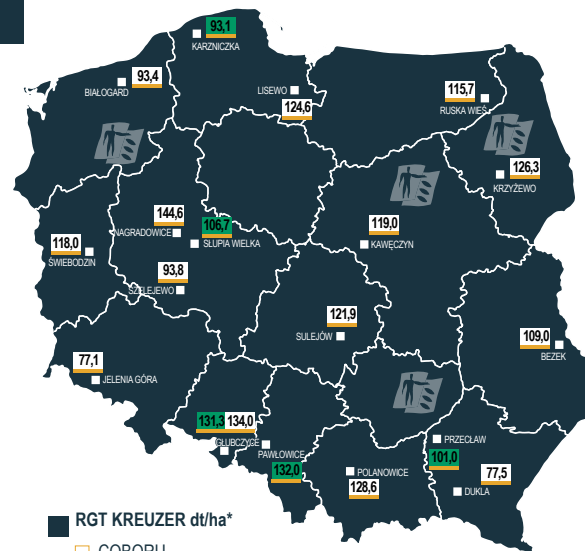 93,1
KARZNICZKA
93,4
BIAŁOGARD
LISEWO
124,6
115,7
RUSKA WIEŚ
126,3
KRZYŻEWO
144,6
NAGRADOWICE
106,7
SŁUPIA WIELKA
119,0
KAWĘCZYN
118,0
ŚWIEBODZIN
93,8
SZELEJEWO
121,9
SULEJÓW
109,0
BEZEK
77,1
JELENIA GÓRA
131,3 134,0
GŁUBCZYCE
PAWŁOWICE
132,0
POLANOWICE
128,6
PRZECŁAW
101,0
77,5
DUKLA
RGT KREUZER dt/ha*
COBORU